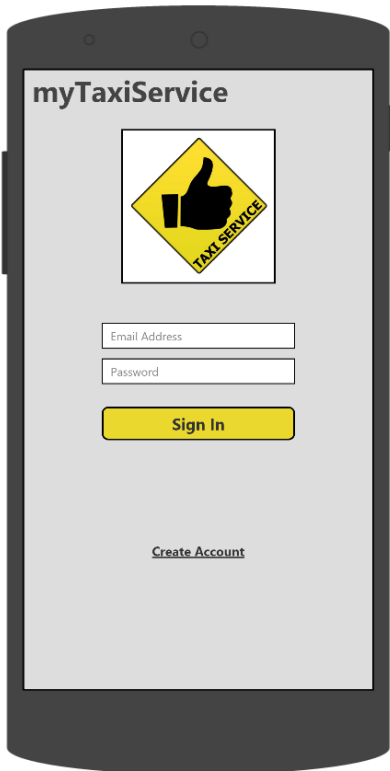 myTaxiService
TAXI SERVICE
Email Address
Password
Sign In
Create Account